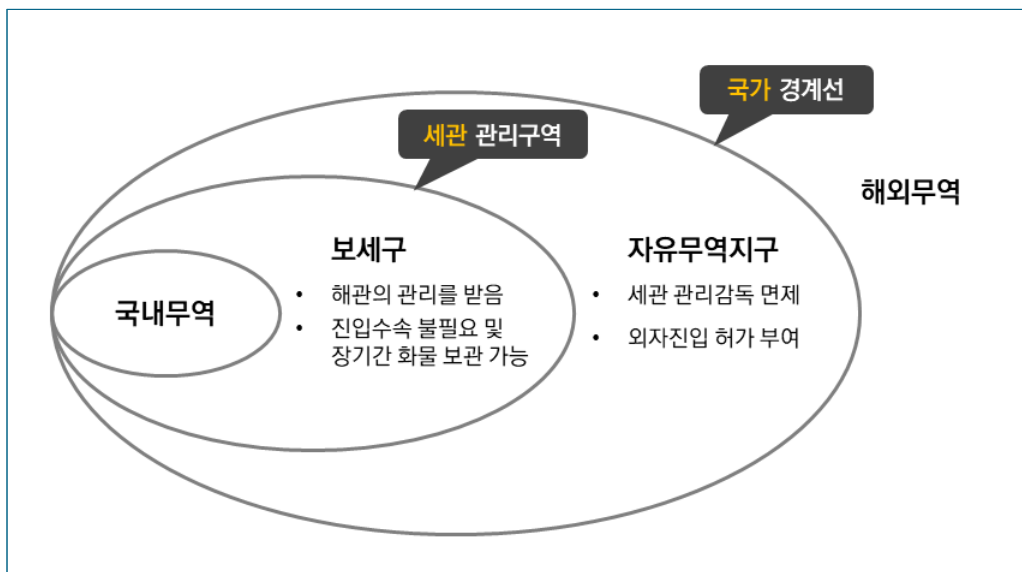 국가 경계선
세관 관리구역
해외무역
보세구
자유무역지구
국내무역
• 해관의 관리를 받음
• 진입수속 불필요 및
장기간 화물 보관 가능
• 세관 관리감독 면제
• 외자진입 허가 부여